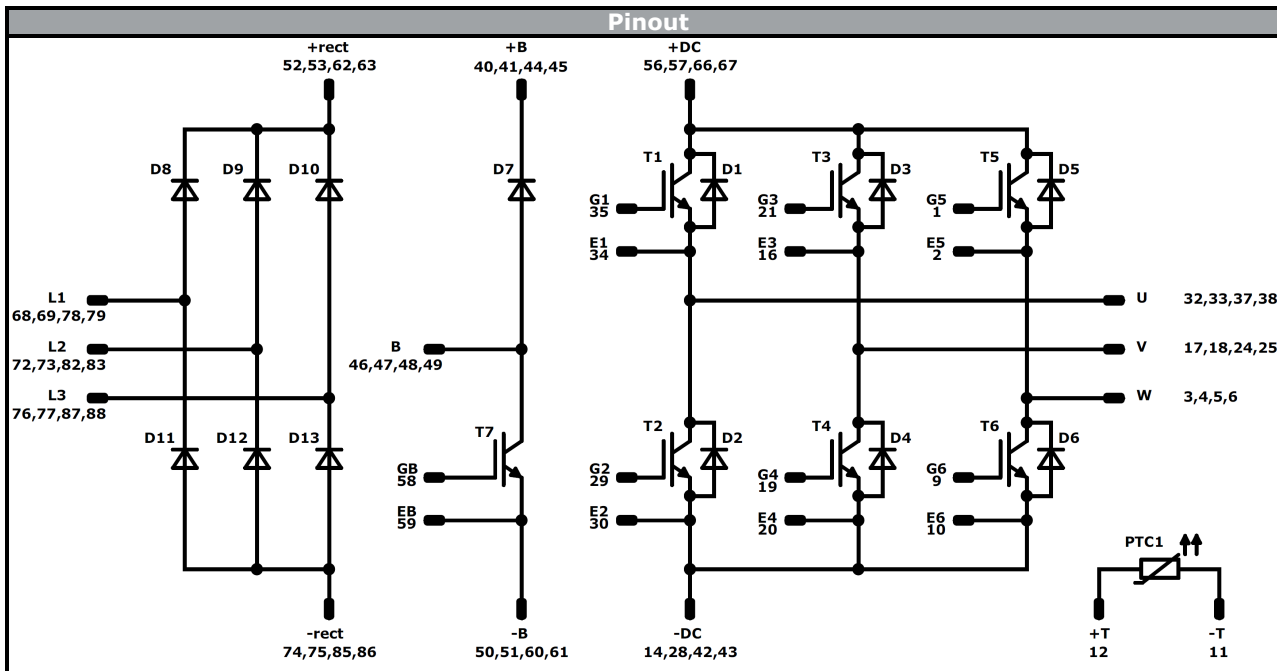 Pinout
+rect
52,53,62,63
+B
40,41,44,45
+DC
56,57,66,67
D8
D9
D10
D7
T1
D1
T3
D3
T5
D5
G1
35
G3
21
G5
1
E1
34
E3
16
E5
2
L1
68,69,78,79
U
32,33,37,38
L2
72,73,82,83
B
46,47,48,49
V
17,18,24,25
L3
76,77,87,88
W
3,4,5,6
D11
D12
D13
T7
T2
D2
T4
D4
T6
D6
GB
58
G2
29
G4
19
G6
9
EB
59
E2
30
E4
20
E6
10
PTC1
-rect
74,75,85,86
-B
50,51,60,61
-DC
14,28,42,43
+T
12
-T
11